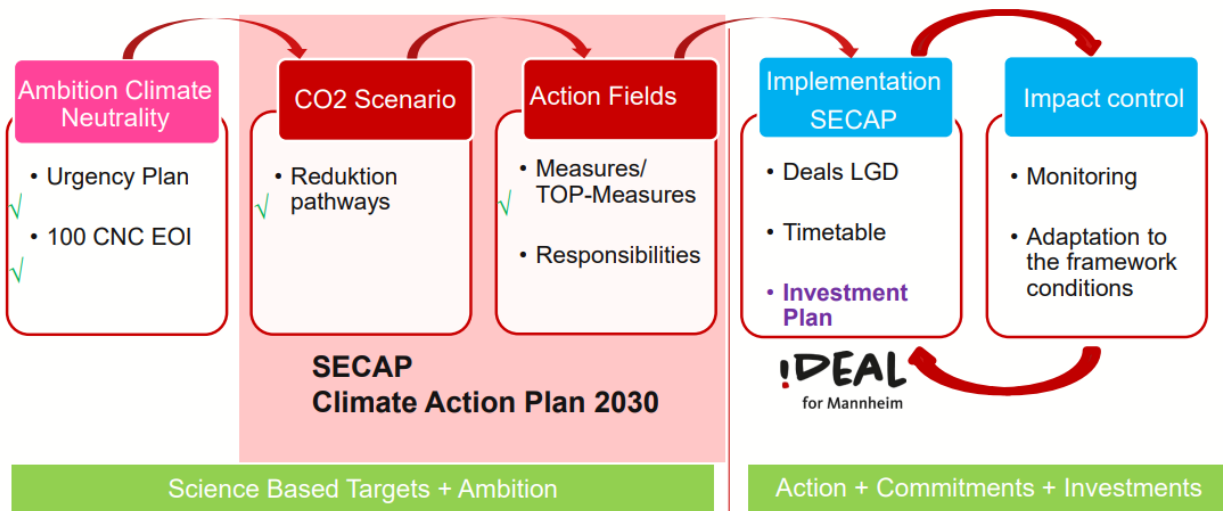 Ambition Climate
Neutrality
• Urgency Plan
√
• 100 CNC EOI
√
CO2 Scenario
• Reduktion
pathways
√
Action Fields
• Measures/
TOP-Measures
√
• Responsibilities
SECAP
Climate Action Plan 2030
Implementation
SECAP
• Deals LGD
• Timetable
• Investment
Plan
!DEAL
for Mannheim
Impact control
• Monitoring
• Adaptation to
the framework
conditions
Science Based Targets + Ambition
Action + Commitments + Investments